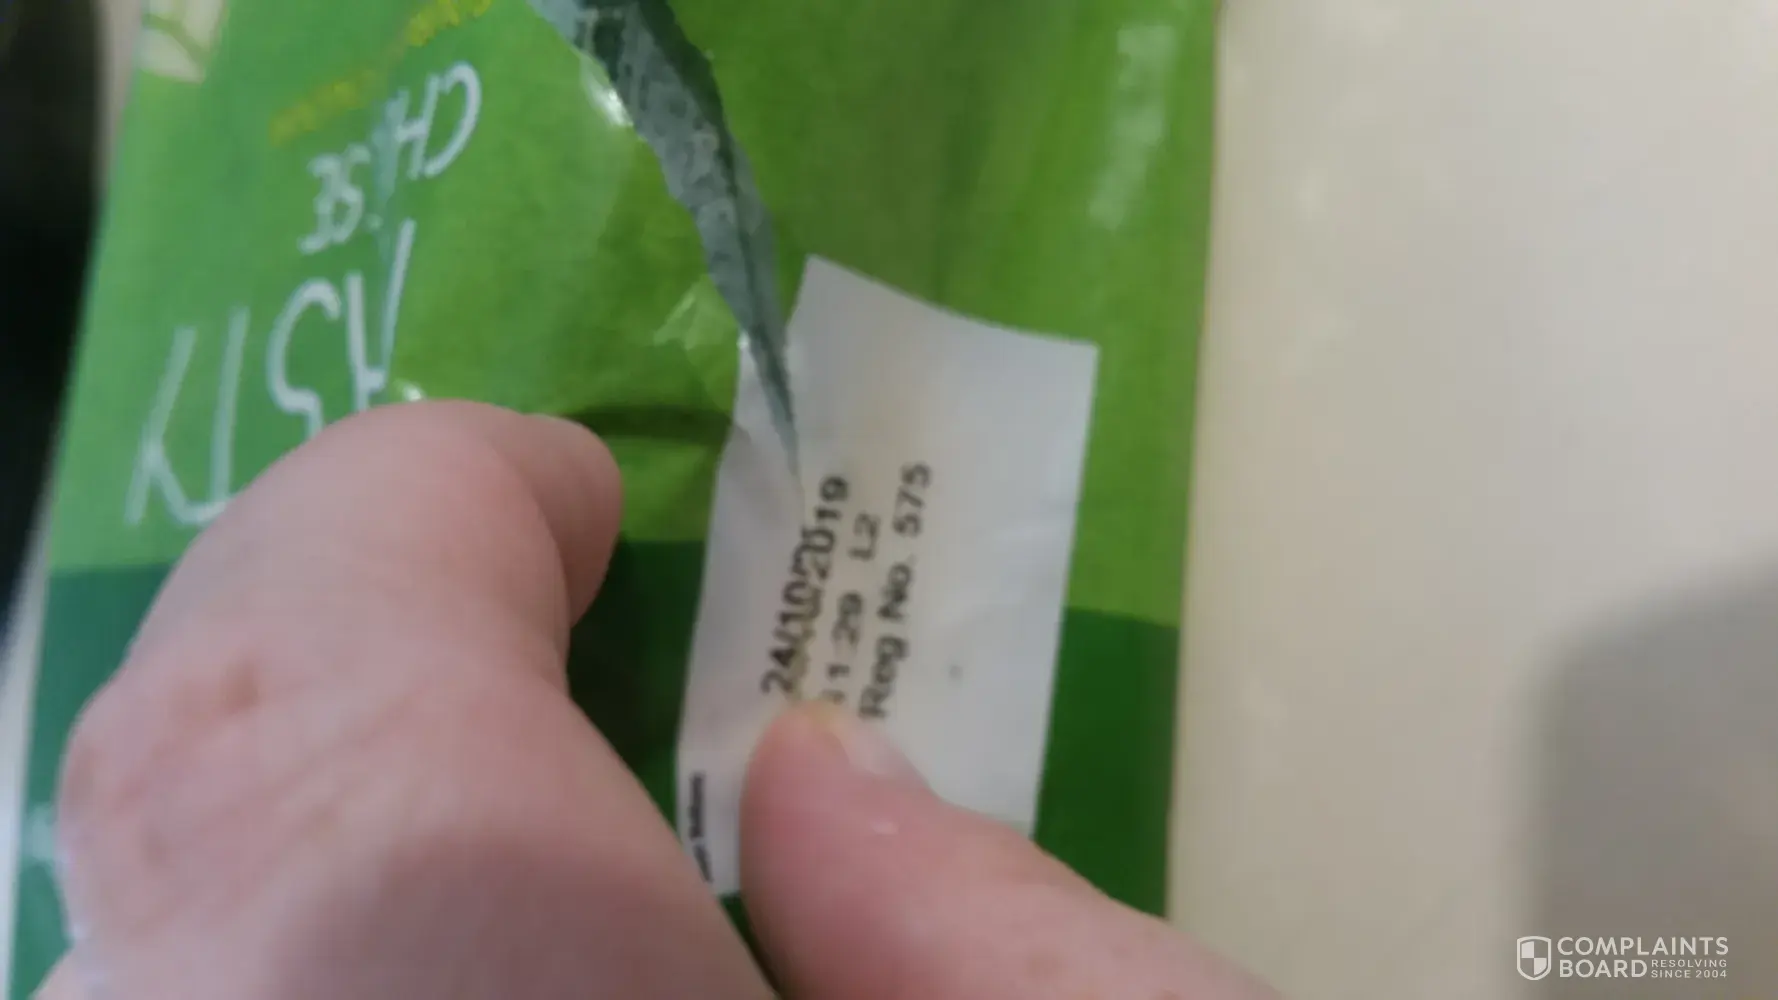 TASTY
CHEESE
24/10/2019
11:29 L2
Reg No. 575
COMPLAINTS
BOARD RESOLVING
SINCE 2004